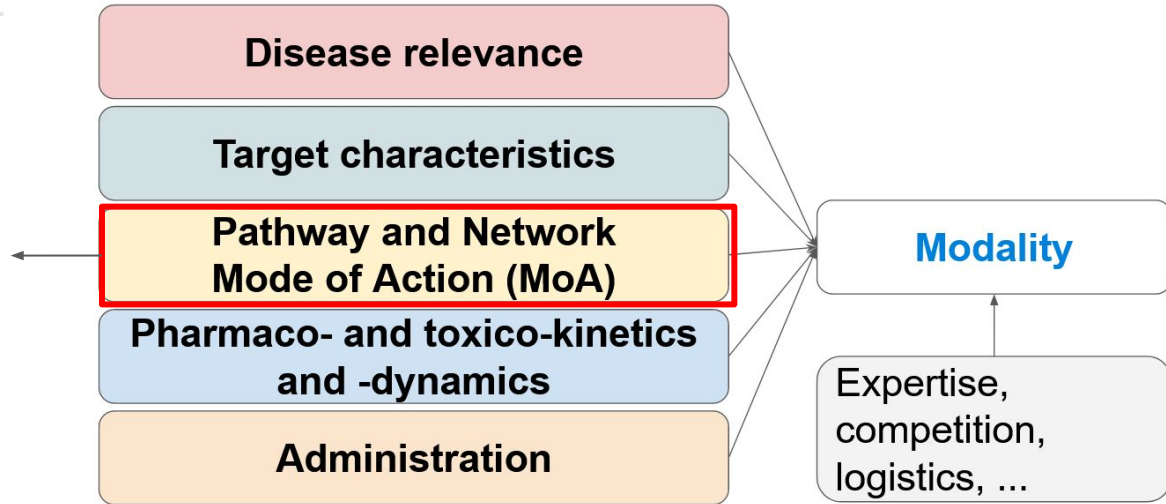 Disease relevance
Target characteristics
Pathway and Network
Mode of Action (MoA)
Pharmaco- and toxico-kinetics
and -dynamics
Administration
Modality
Expertise,
competition,
logistics, ...